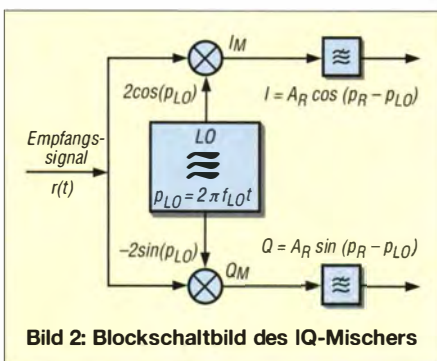 I_M
2cos(p_LO)
I = A_R cos (p_R – p_LO)
LO
Empfangs-
signal
r(t)
p_LO = 2 π f_LO t
–2sin(p_LO)
Q_M
Q = A_R sin (p_R – p_LO)
Bild 2: Blockschaltbild des IQ-Mischers